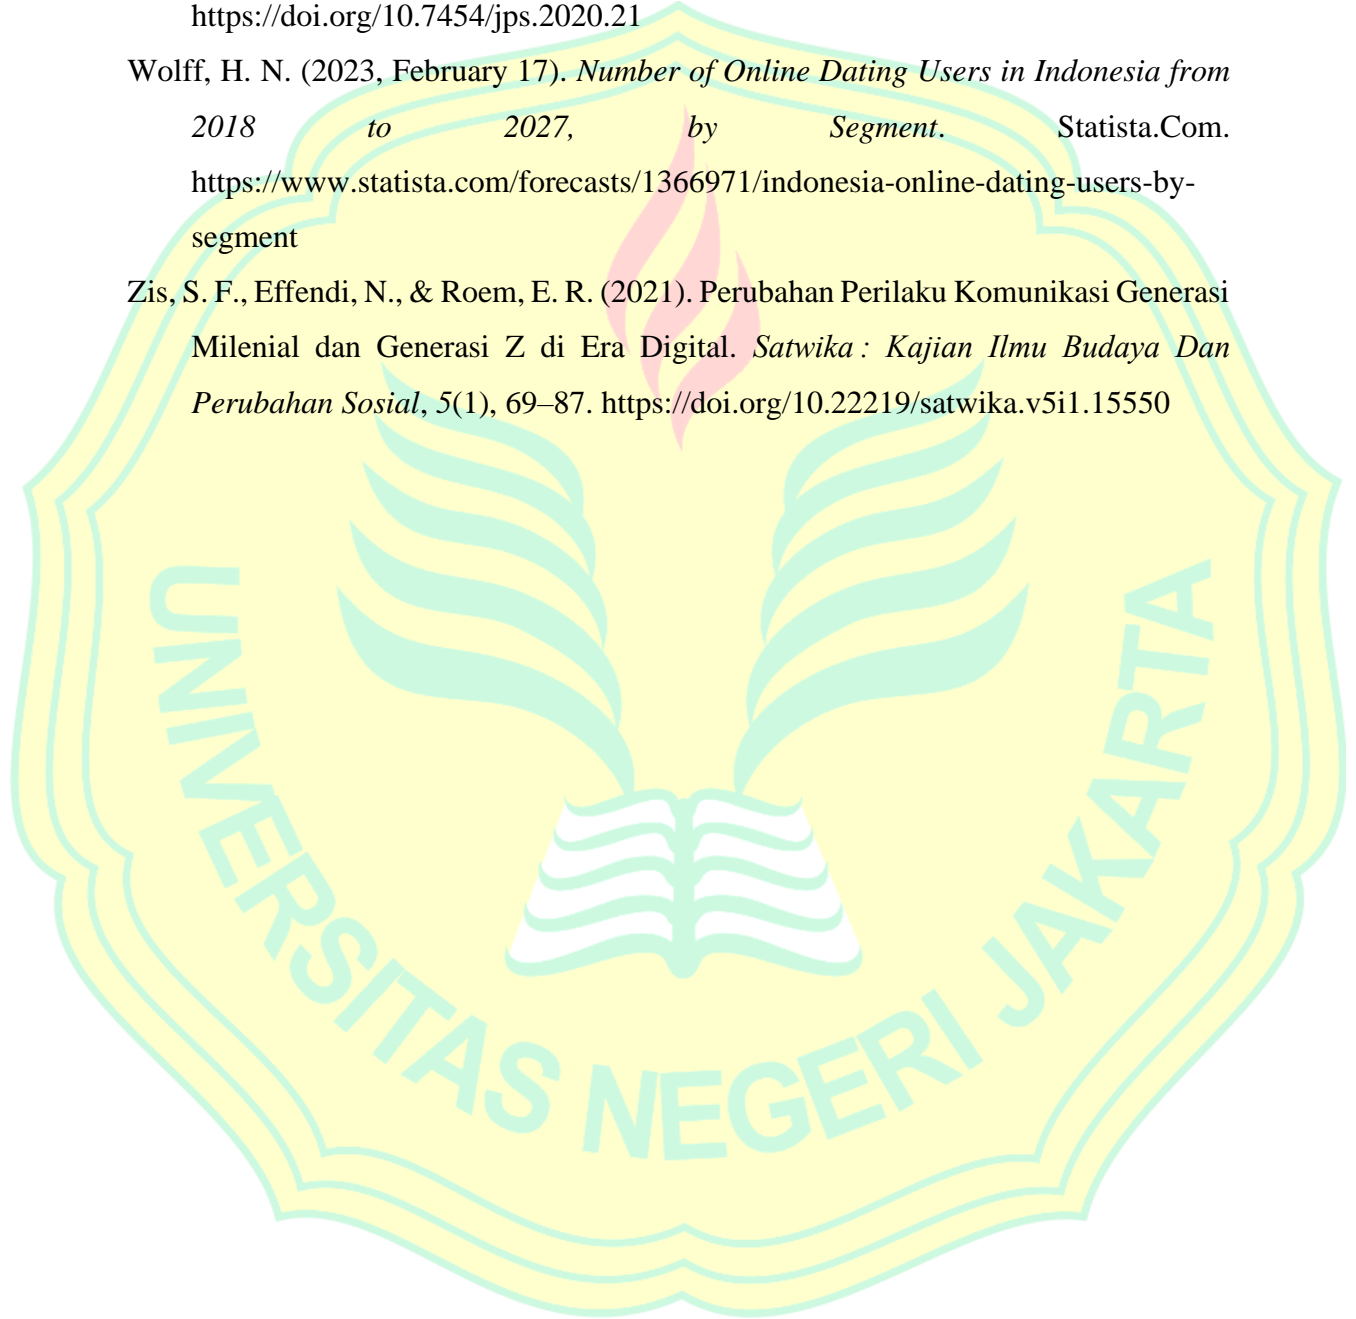 https://doi.org/10.7454/jps.2020.21
Wolff, H. N. (2023, February 17). Number of Online Dating Users in Indonesia from
2018 to 2027, by Segment. Statista.Com.
https://www.statista.com/forecasts/1366971/indonesia-online-dating-users-by-
segment
Zis, S. F., Effendi, N., & Roem, E. R. (2021). Perubahan Perilaku Komunikasi Generasi
Milenial dan Generasi Z di Era Digital. Satwika : Kajian Ilmu Budaya Dan
Perubahan Sosial, 5(1), 69–87. https://doi.org/10.22219/satwika.v5i1.15550
UNIVERSITAS NEGERI JAKARTA